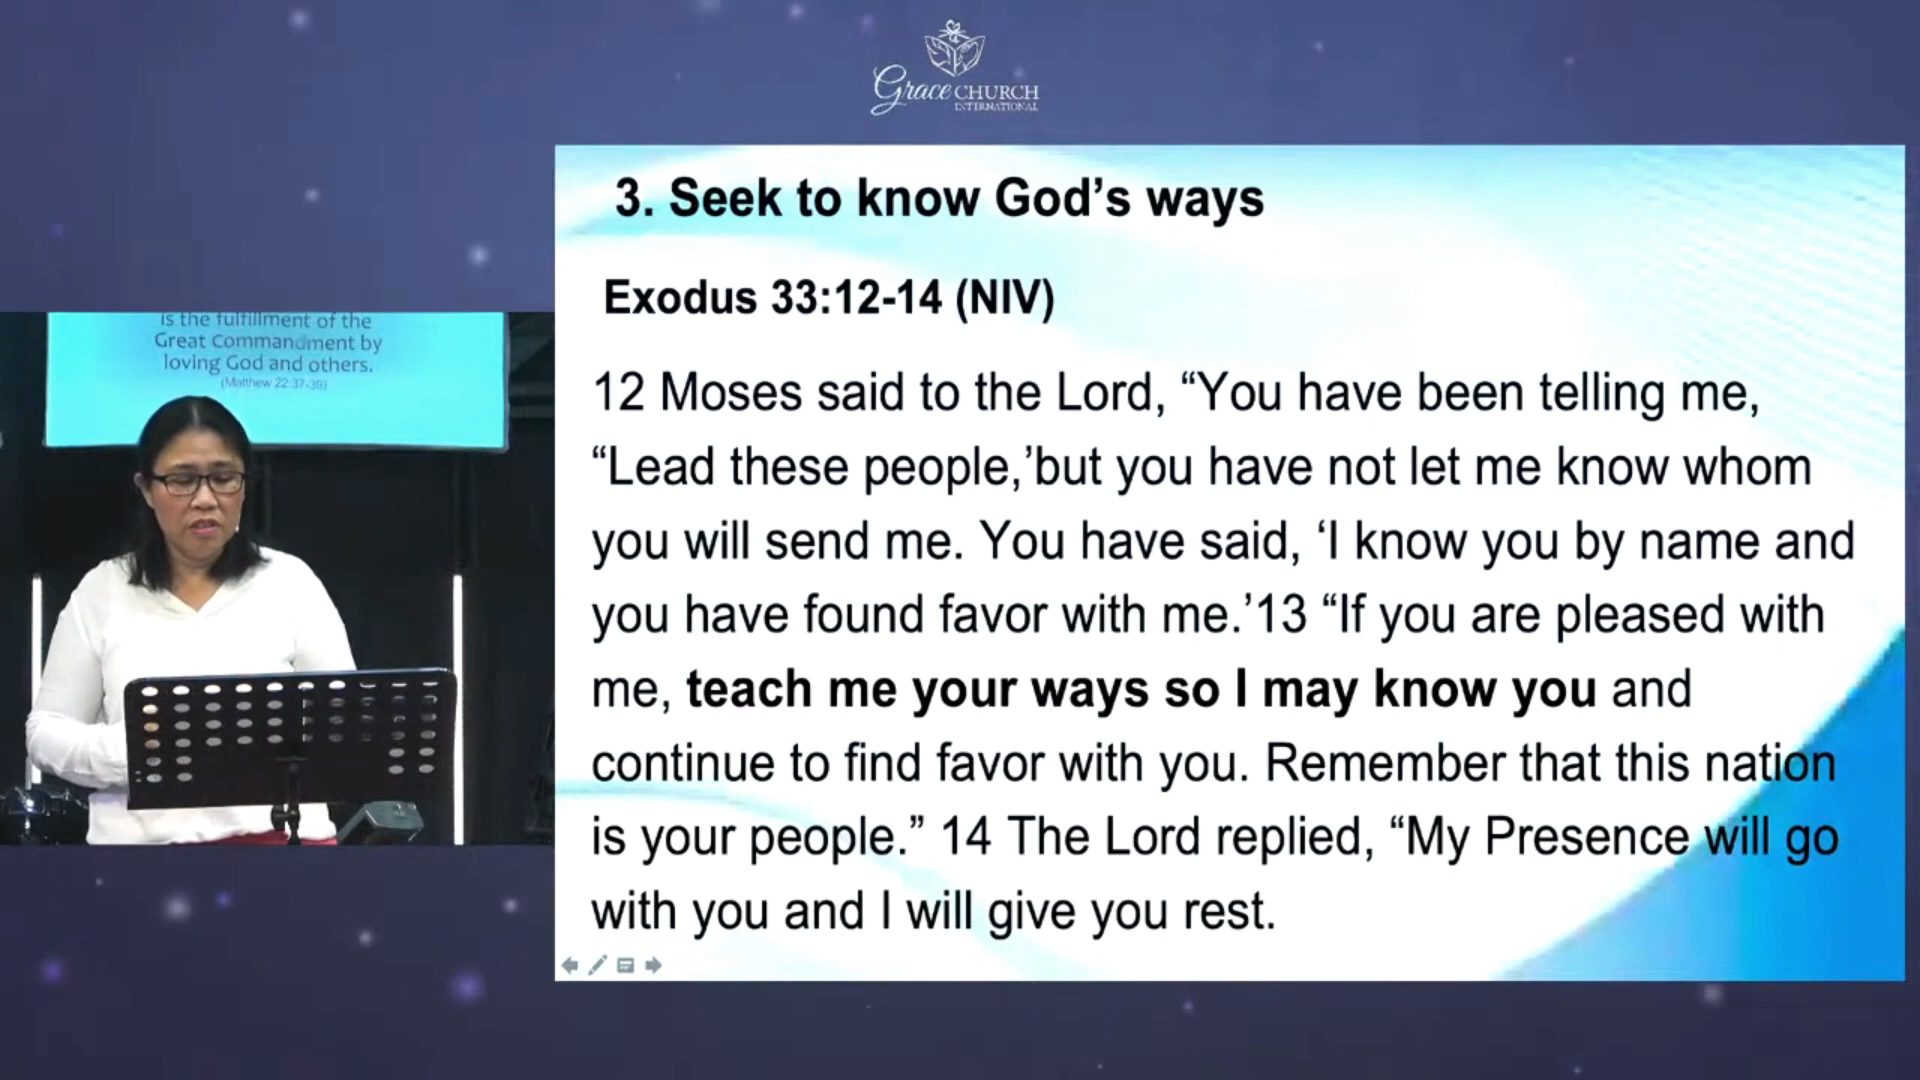 Grace CHURCH
INTERNATIONAL
3. Seek to know God’s ways
Exodus 33:12-14 (NIV)
12 Moses said to the Lord, “You have been telling me,
“Lead these people,’but you have not let me know whom
you will send me. You have said, ‘I know you by name and
you have found favor with me.’13 “If you are pleased with
me, teach me your ways so I may know you and
continue to find favor with you. Remember that this nation
is your people.” 14 The Lord replied, “My Presence will go
with you and I will give you rest.
is the fulfillment of the
Great Commandment by
loving God and others.
(Matthew 22:37-39)